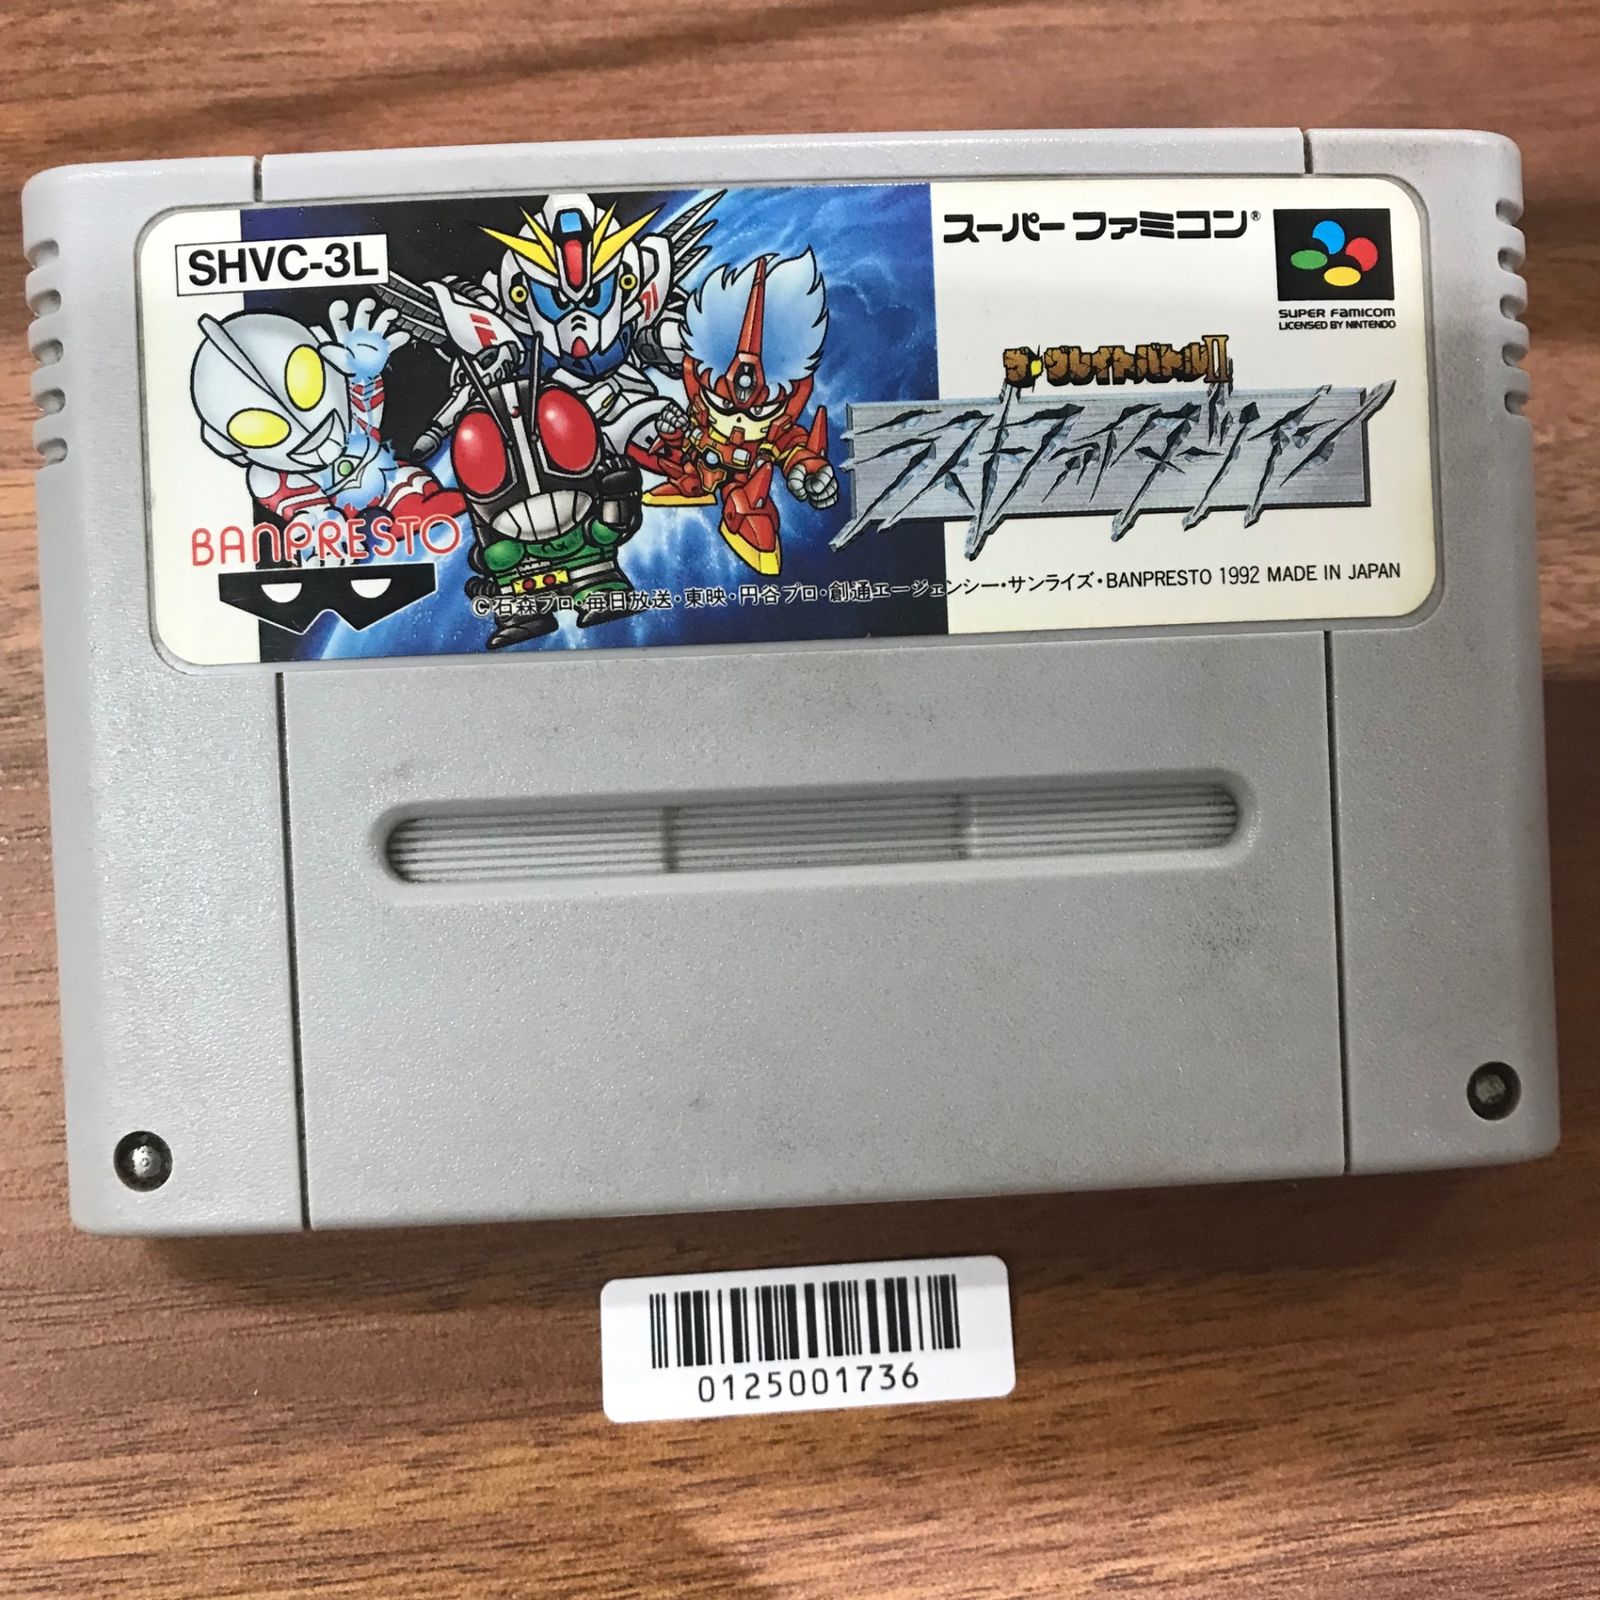 SHVC-3L
スーパーファミコン®
SUPER FAMICOM
LICENSED BY NINTENDO
ザ・グレイトバトルⅡ
ラストファイターツイン
BANPRESTO
©石森プロ・毎日放送・東映・円谷プロ・創通エージェンシー・サンライズ・BANPRESTO 1992 MADE IN JAPAN
0125001736